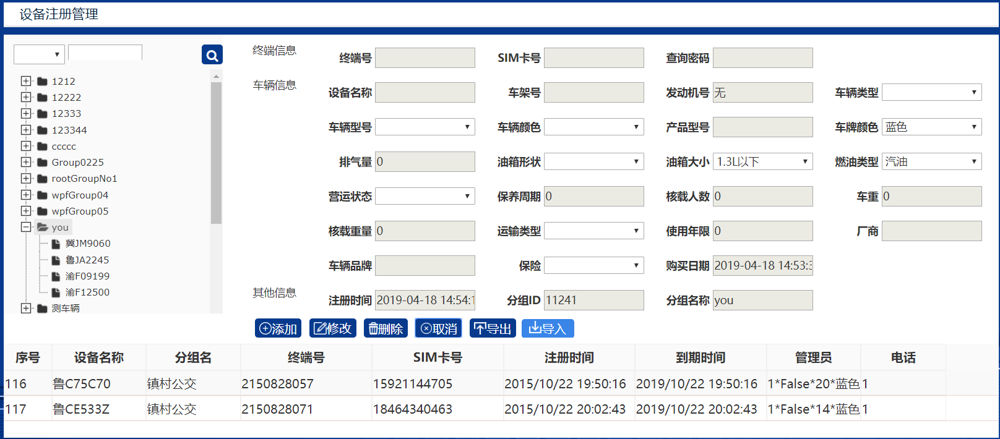 设备注册管理
1212
12222
12333
123344
ccccc
Group0225
rootGroupNo1
wpfGroup04
wpfGroup05
you
冀JM9060
鲁JA2245
渝F09199
渝F12500
测车辆
终端信息
终端号 SIM卡号 查询密码
车辆信息
设备名称 车架号 发动机号 无 车辆类型
车辆型号 车辆颜色 产品型号 车牌颜色 蓝色
排气量 0 油箱形状 油箱大小 1.3L以下 燃油类型 汽油
营运状态 保养周期 0 核载人数 0 车重 0
核载重量 0 运输类型 使用年限 0 厂商
车辆品牌 保险 购买日期 2019-04-18 14:53:
其他信息
注册时间 2019-04-18 14:54:1 分组ID 11241 分组名称 you
添加 修改 删除 取消 导出 导入
序号 设备名称 分组名 终端号 SIM卡号 注册时间 到期时间 管理员 电话
116 鲁C75C70 镇村公交 2150828057 15921144705 2015/10/22 19:50:16 2019/10/22 19:50:16 1*False*20*蓝色 1
117 鲁CE533Z 镇村公交 2150828071 18464340463 2015/10/22 20:02:43 2019/10/22 20:02:43 1*False*14*蓝色 1